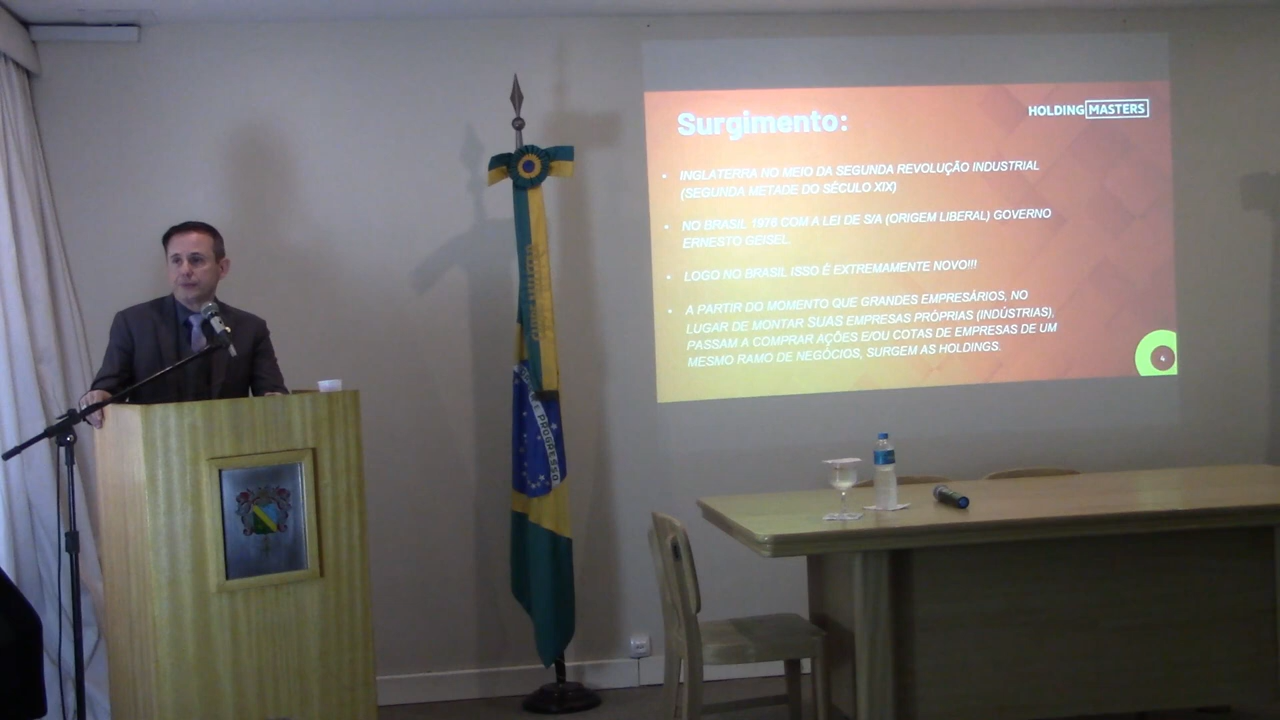 Surgimento:
HOLDING MASTERS
• INGLATERRA NO MEIO DA SEGUNDA REVOLUÇÃO INDUSTRIAL
(SEGUNDA METADE DO SÉCULO XIX)
• NO BRASIL 1976 COM A LEI DE S/A (ORIGEM LIBERAL) GOVERNO
ERNESTO GEISEL.
• LOGO NO BRASIL ISSO É EXTREMAMENTE NOVO!!!
• A PARTIR DO MOMENTO QUE GRANDES EMPRESÁRIOS, NO
LUGAR DE MONTAR SUAS EMPRESAS PRÓPRIAS (INDÚSTRIAS),
PASSAM A COMPRAR AÇÕES E/OU COTAS DE EMPRESAS DE UM
MESMO RAMO DE NEGÓCIOS, SURGEM AS HOLDINGS.
E PROGRESSO